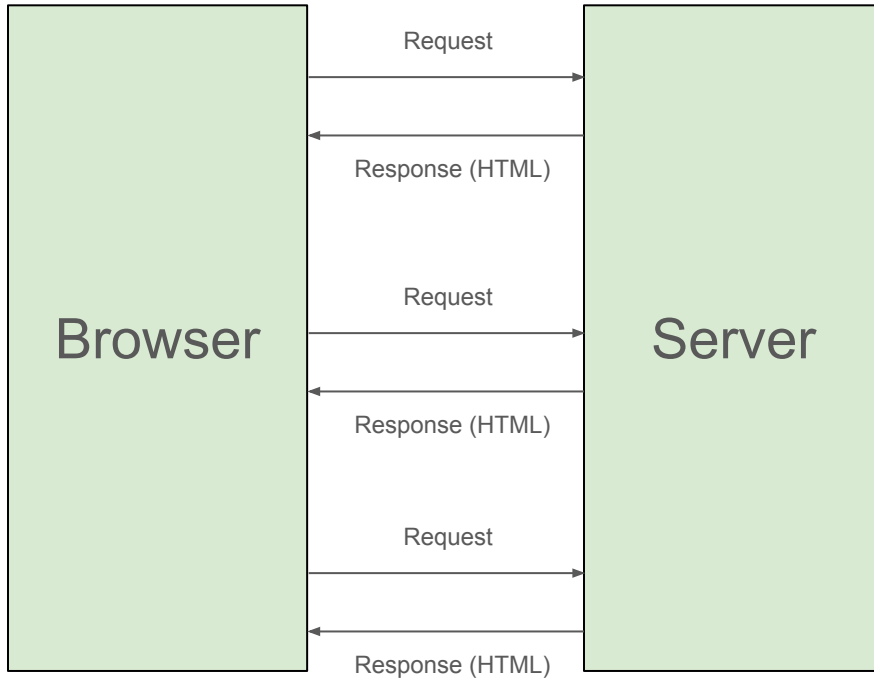 Request
Response (HTML)
Request
Browser
Server
Response (HTML)
Request
Response (HTML)